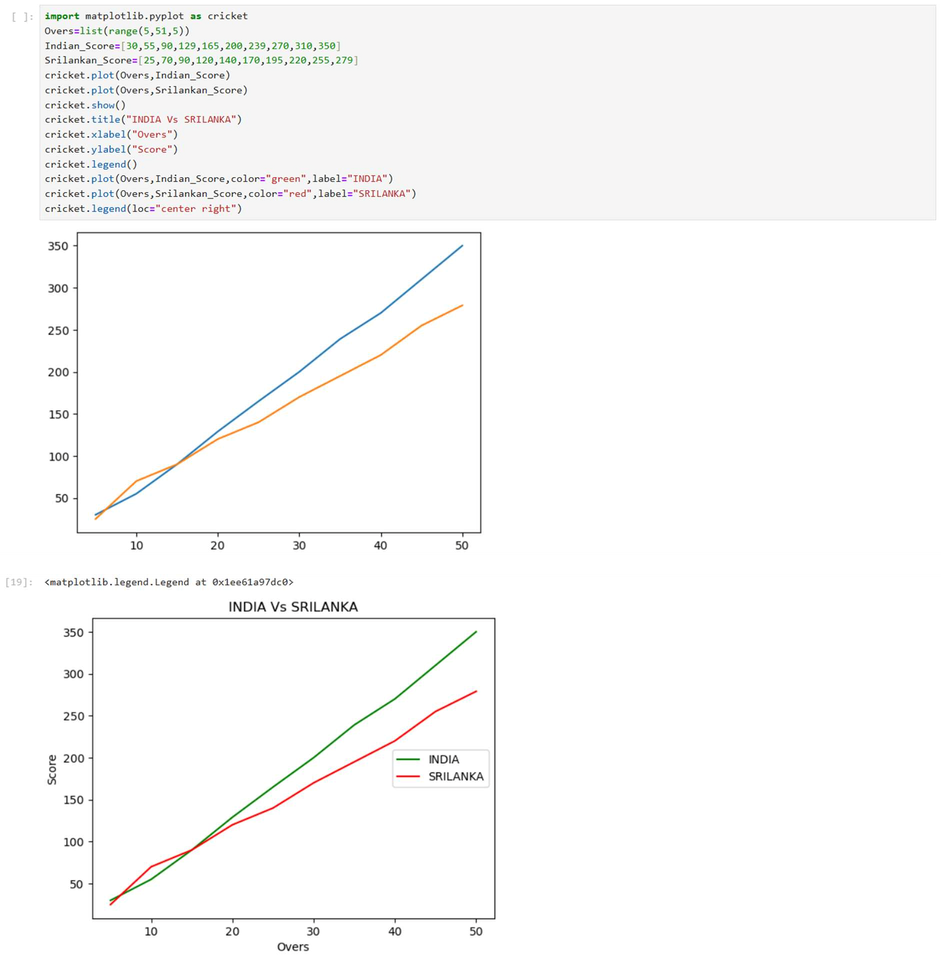 [ ]:
import matplotlib.pyplot as cricket
Overs=list(range(5,51,5))
Indian_Score=[30,55,90,129,165,200,239,270,310,350]
Srilankan_Score=[25,70,90,120,140,170,195,220,255,279]
cricket.plot(Overs,Indian_Score)
cricket.plot(Overs,Srilankan_Score)
cricket.show()
cricket.title("INDIA Vs SRILANKA")
cricket.xlabel("Overs")
cricket.ylabel("Score")
cricket.legend()
cricket.plot(Overs,Indian_Score,color="green",label="INDIA")
cricket.plot(Overs,Srilankan_Score,color="red",label="SRILANKA")
cricket.legend(loc="center right")
350
300
250
200
150
100
50
10 20 30 40 50
[19]: <matplotlib.legend.Legend at 0x1ee61a97dc0>
INDIA Vs SRILANKA
350
300
250
200
150
100
50
Score
INDIA
SRILANKA
10 20 30 40 50
Overs